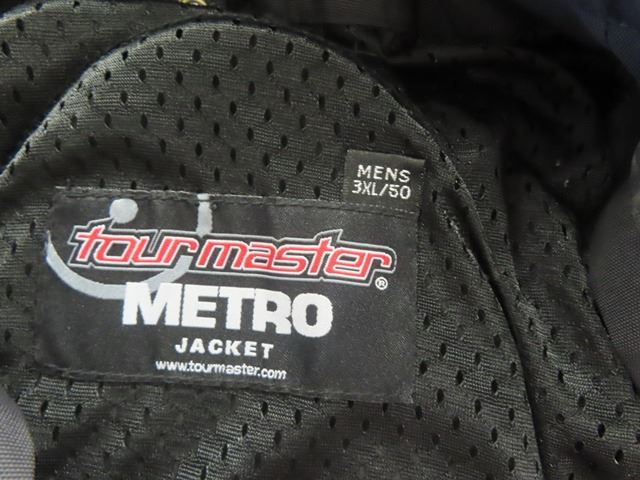 MENS
3XL/50
tourmaster®
METRO
JACKET
www.tourmaster.com